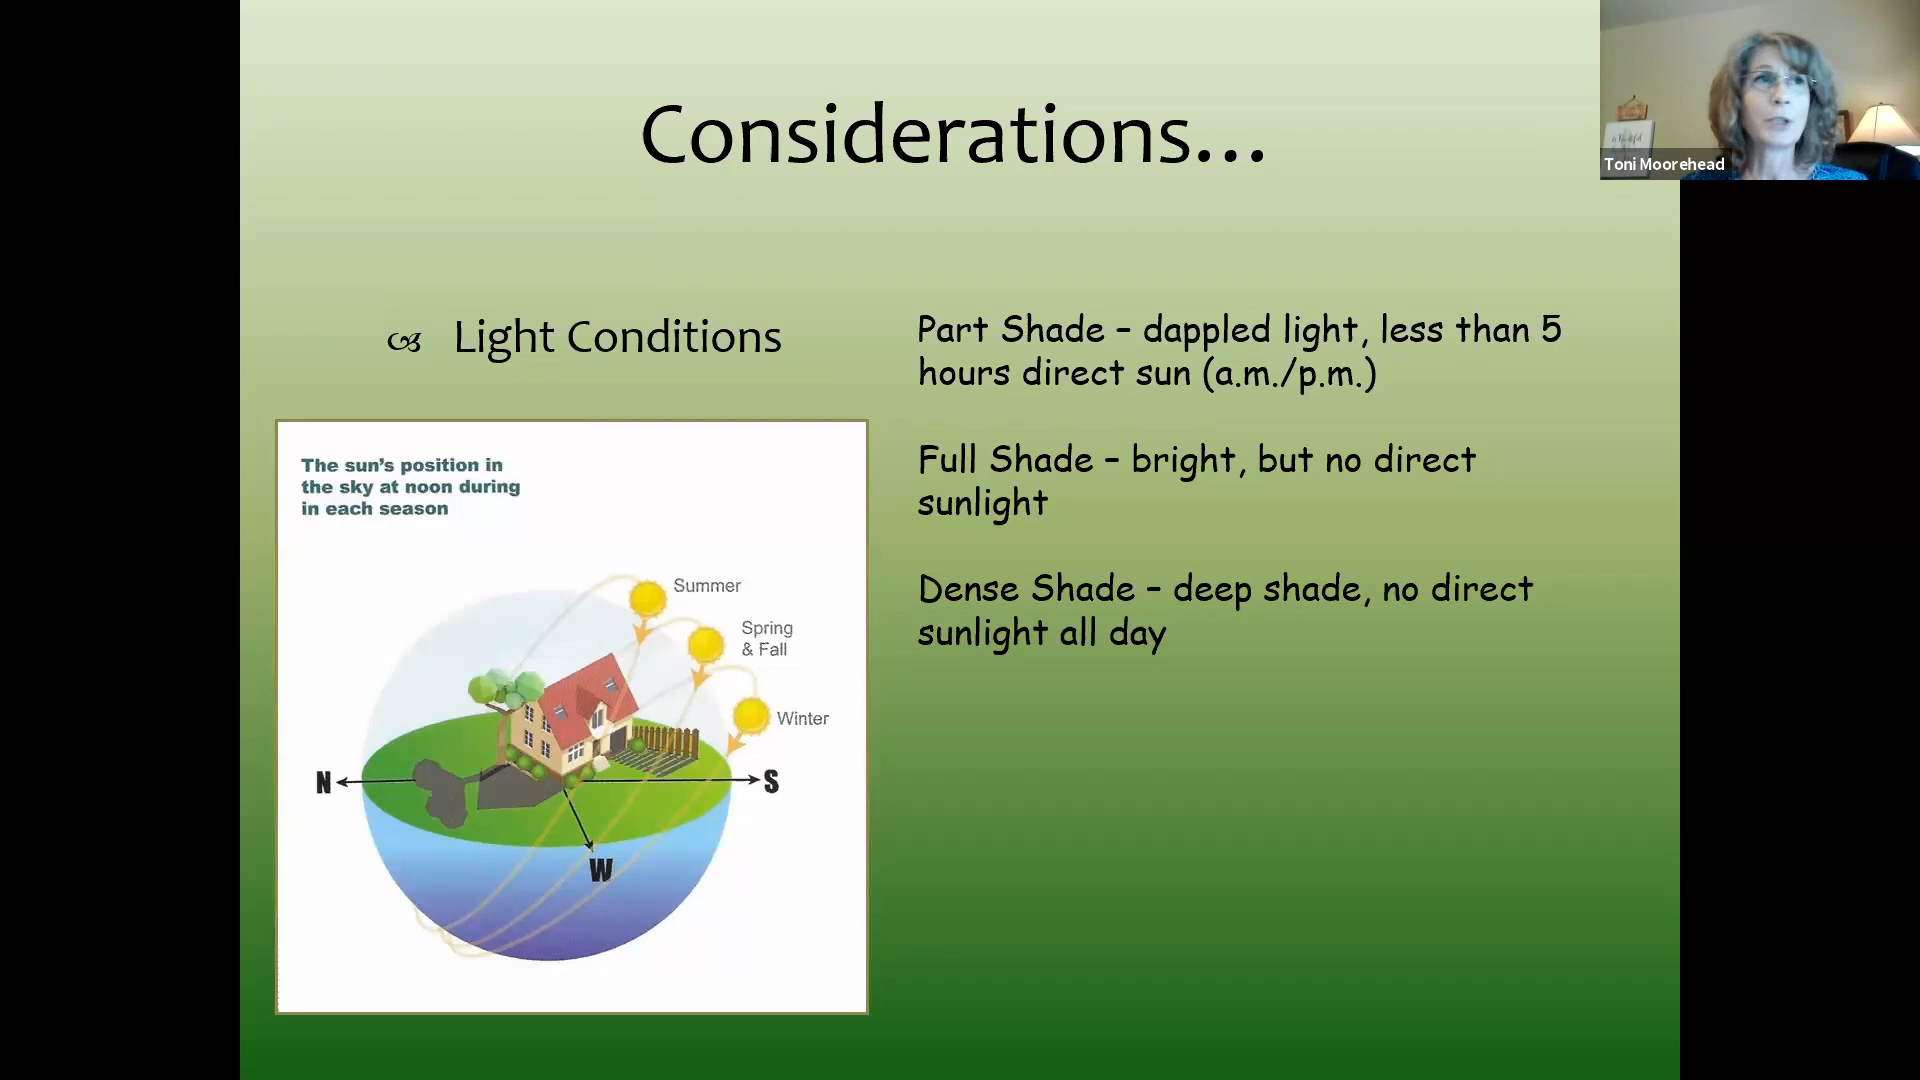 Considerations...
Toni Moorehead
Light Conditions
Part Shade – dappled light, less than 5
hours direct sun (a.m./p.m.)
Full Shade – bright, but no direct
sunlight
Dense Shade – deep shade, no direct
sunlight all day
The sun's position in
the sky at noon during
in each season
Summer
Spring
& Fall
Winter
N
S
W